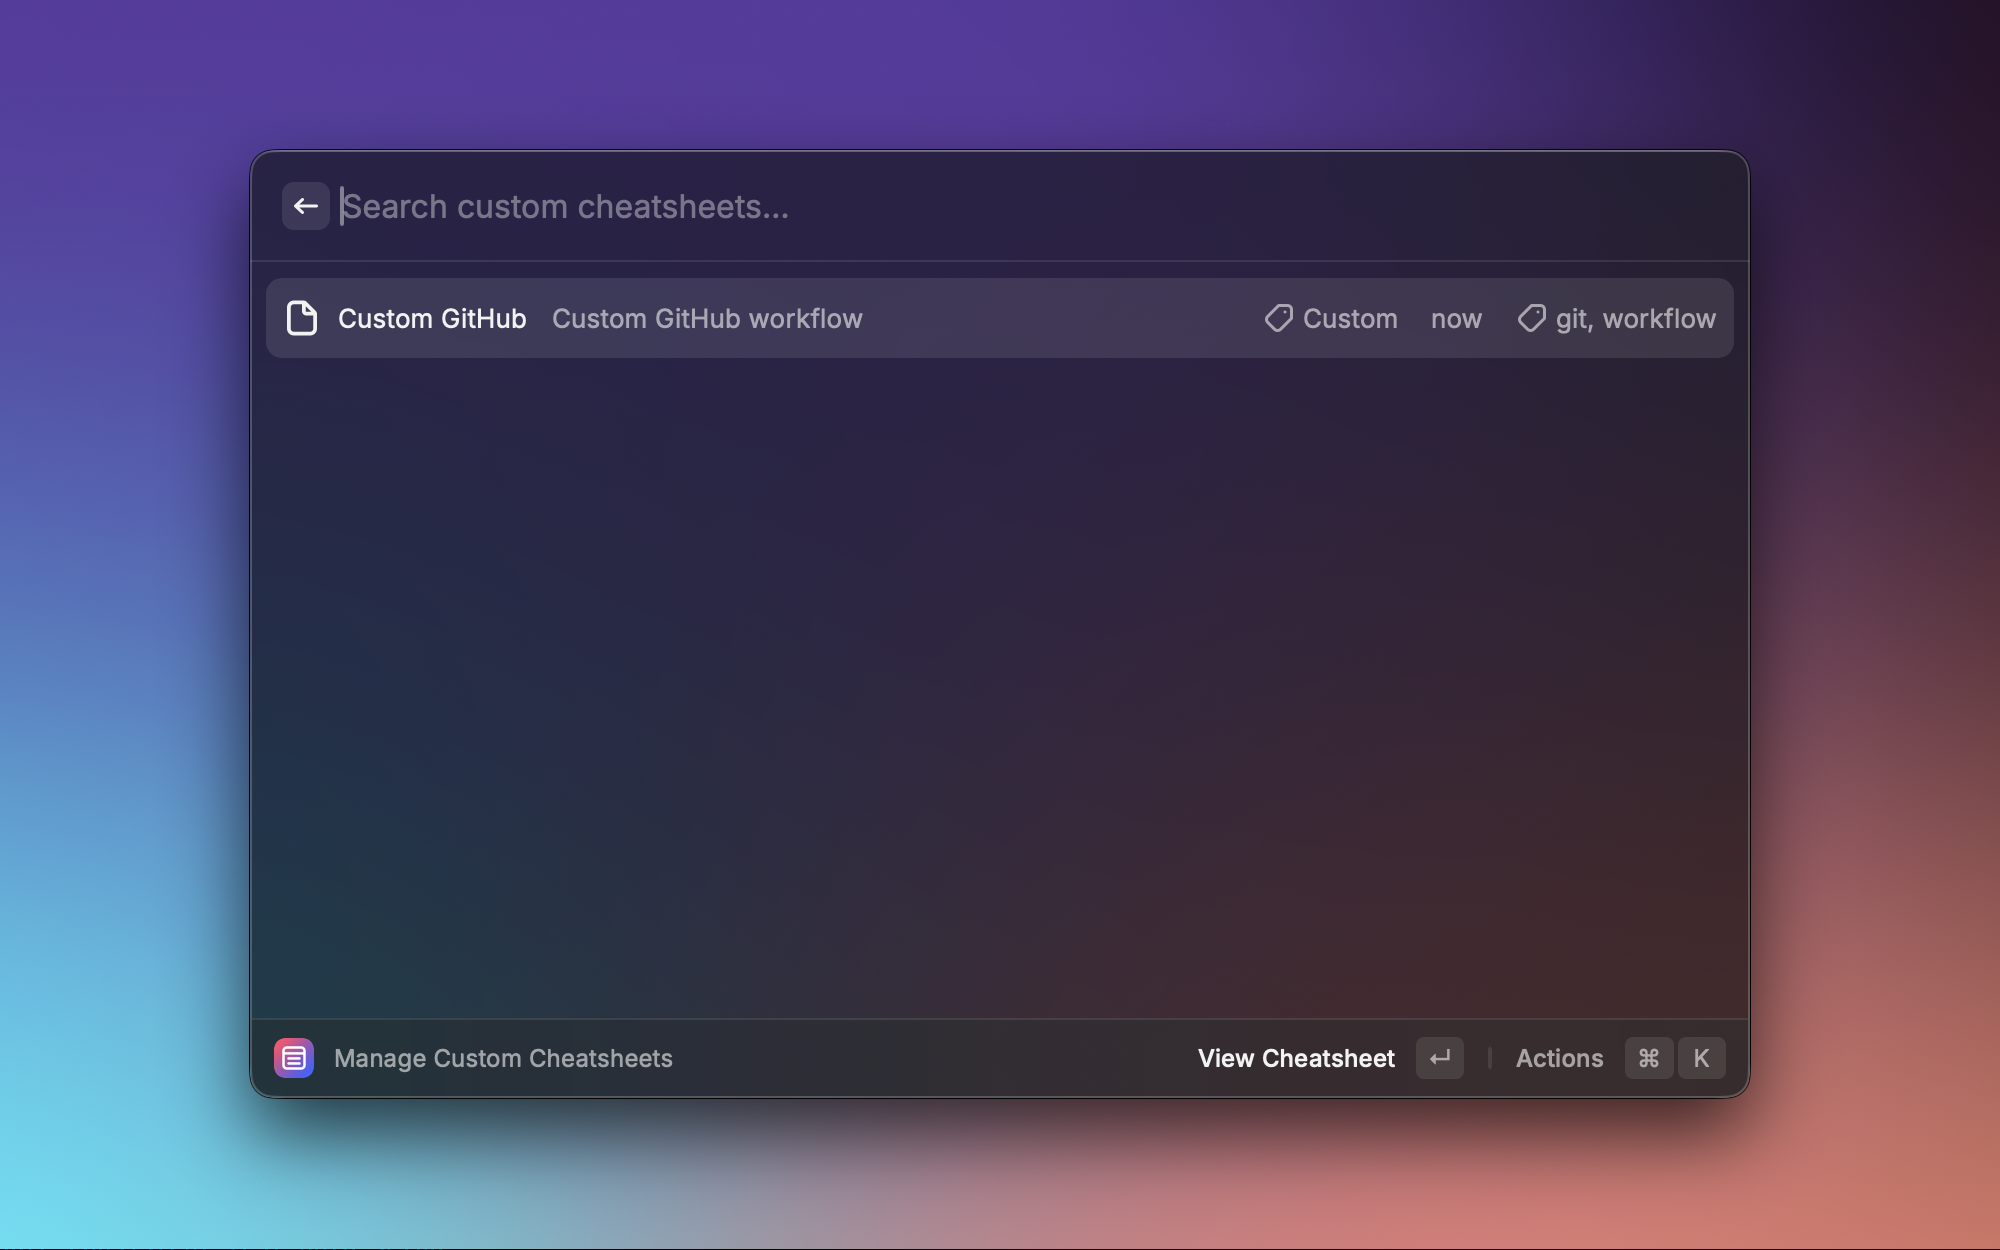 Search custom cheatsheets...
Custom GitHub Custom GitHub workflow Custom now git, workflow
Manage Custom Cheatsheets View Cheatsheet ↵ Actions ⌘ K